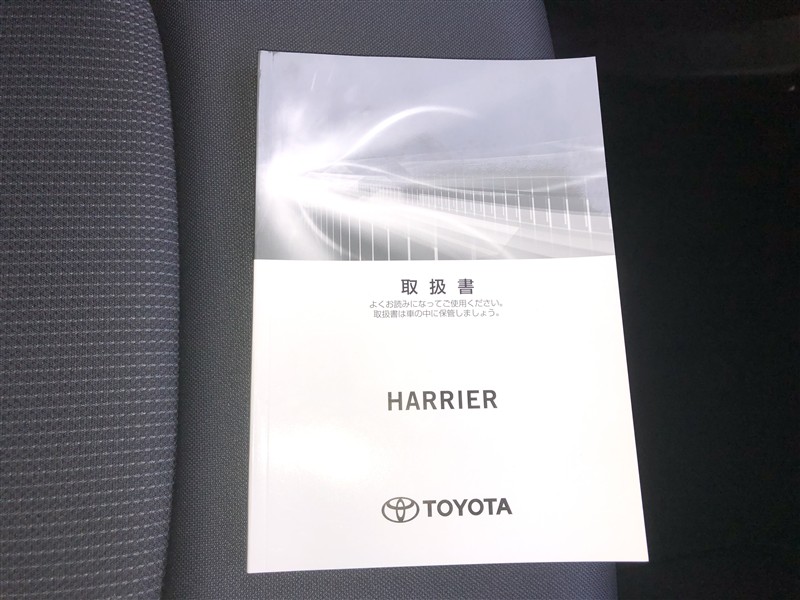 取扱書
よくお読みになってご使用ください。
取扱書は車の中に保管しましょう。
HARRIER
TOYOTA